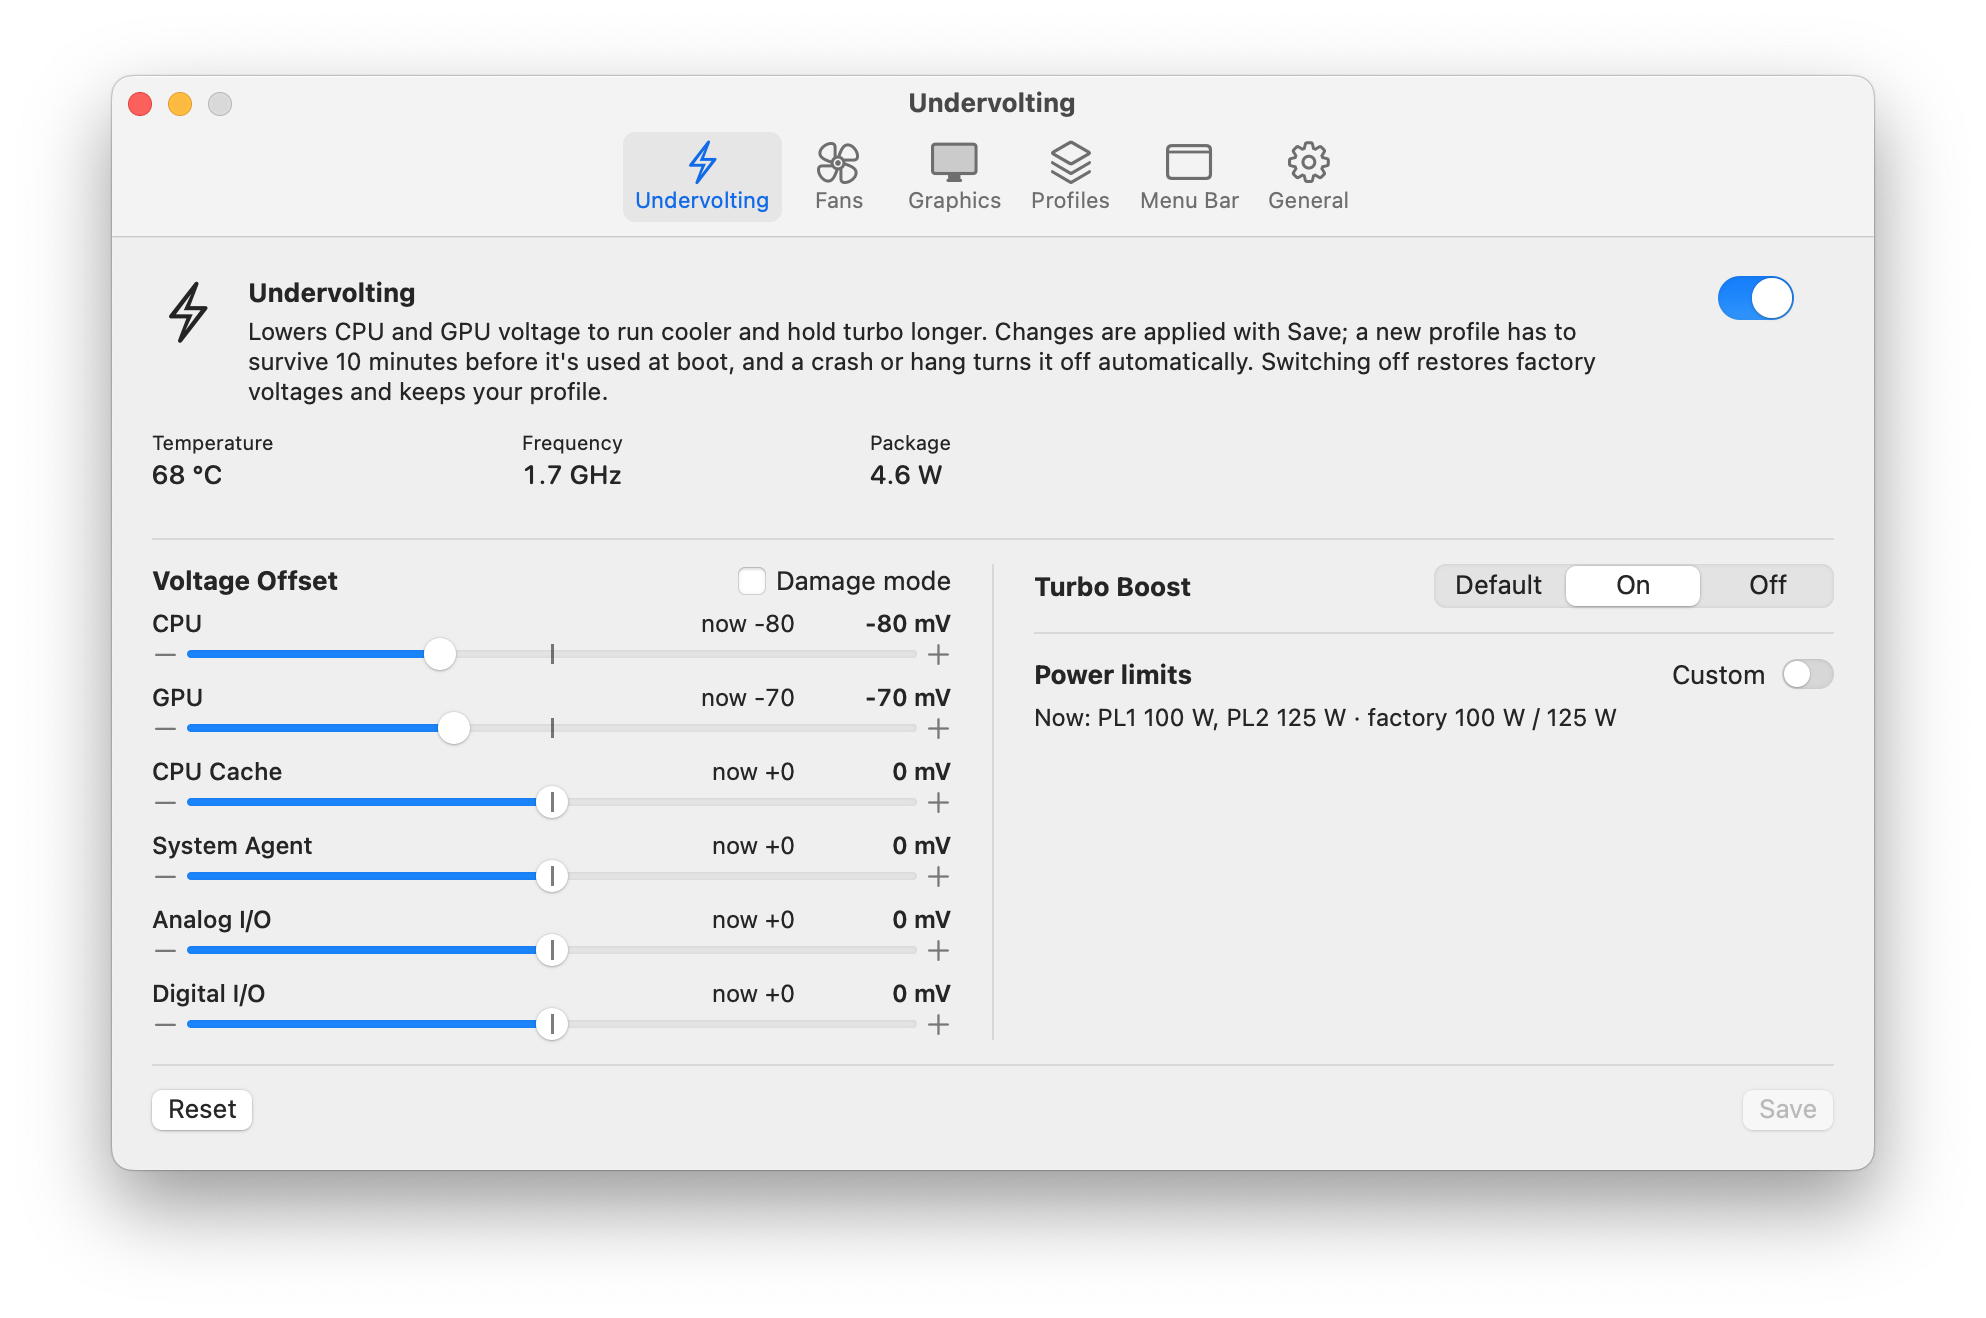 Undervolting
Undervolting
Fans
Graphics
Profiles
Menu Bar
General
Undervolting
Lowers CPU and GPU voltage to run cooler and hold turbo longer. Changes are applied with Save; a new profile has to
survive 10 minutes before it's used at boot, and a crash or hang turns it off automatically. Switching off restores factory
voltages and keeps your profile.
Temperature
68 °C
Frequency
1.7 GHz
Package
4.6 W
Voltage Offset
Damage mode
CPU now -80 -80 mV
GPU now -70 -70 mV
CPU Cache now +0 0 mV
System Agent now +0 0 mV
Analog I/O now +0 0 mV
Digital I/O now +0 0 mV
Turbo Boost
Default
On
Off
Power limits
Custom
Now: PL1 100 W, PL2 125 W · factory 100 W / 125 W
Reset
Save